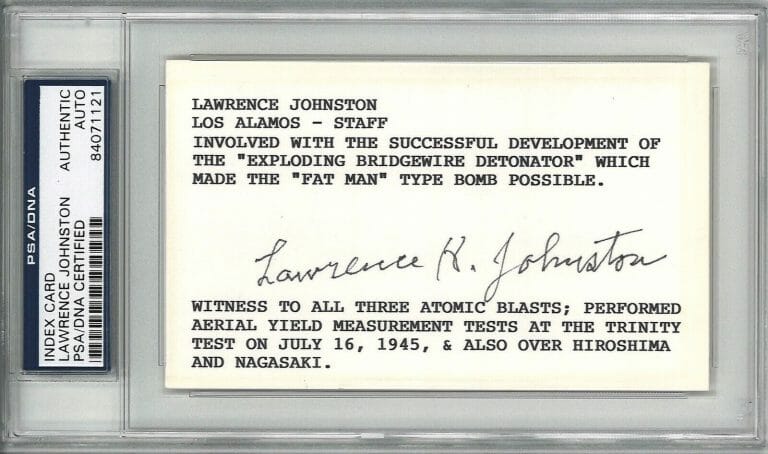 PSA/DNA
INDEX CARD
LAWRENCE JOHNSTON
PSA/DNA CERTIFIED
AUTHENTIC
AUTO
84071121
LAWRENCE JOHNSTON
LOS ALAMOS - STAFF
INVOLVED WITH THE SUCCESSFUL DEVELOPMENT OF
THE "EXPLODING BRIDGEWIRE DETONATOR" WHICH
MADE THE "FAT MAN" TYPE BOMB POSSIBLE.
Lawrence H. Johnston
WITNESS TO ALL THREE ATOMIC BLASTS; PERFORMED
AERIAL YIELD MEASUREMENT TESTS AT THE TRINITY
TEST ON JULY 16, 1945, & ALSO OVER HIROSHIMA
AND NAGASAKI.